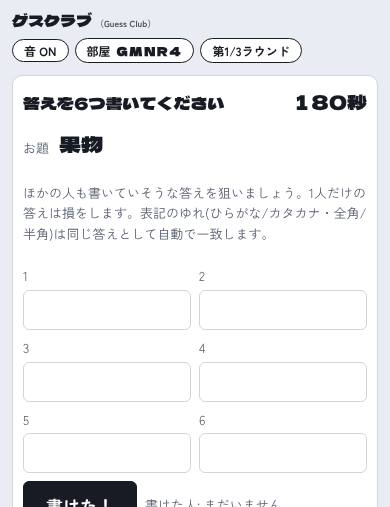 ゲスクラブ (Guess Club)
音 ON 部屋 GMNR4 第1/3ラウンド
答えを6つ書いてください 180秒
お題 果物
ほかの人も書いていそうな答えを狙いましょう。1人だけの
答えは損をします。表記のゆれ(ひらがな/カタカナ・全角/
半角)は同じ答えとして自動で一致します。
1 2
3 4
5 6
書けた！ 書けた人: まだいません